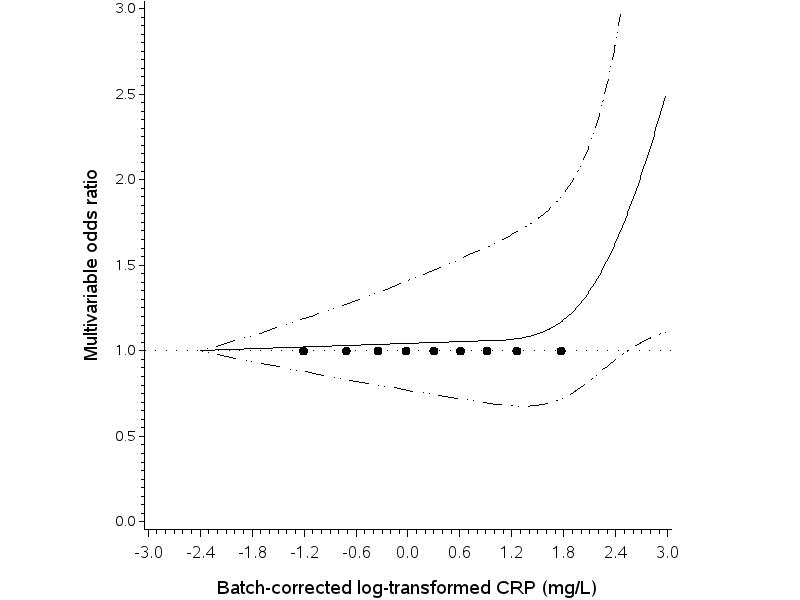 3.0
2.5
2.0
1.5
1.0
0.5
0.0
Multivariable odds ratio
-3.0 -2.4 -1.8 -1.2 -0.6 0.0 0.6 1.2 1.8 2.4 3.0
Batch-corrected log-transformed CRP (mg/L)